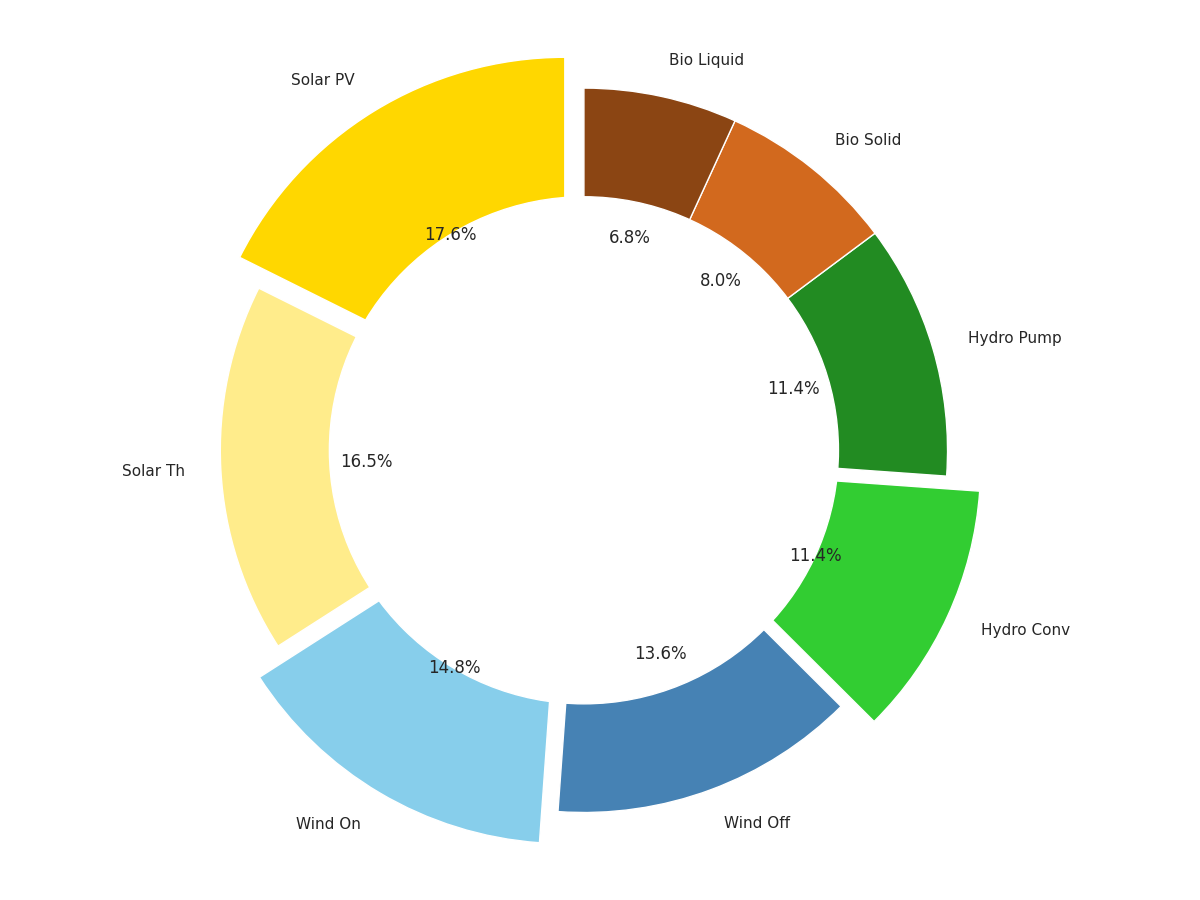 Bio Liquid
Solar PV
Bio Solid
17.6%
6.8%
8.0%
Hydro Pump
11.4%
16.5%
Solar Th
11.4%
Hydro Conv
13.6%
14.8%
Wind Off
Wind On